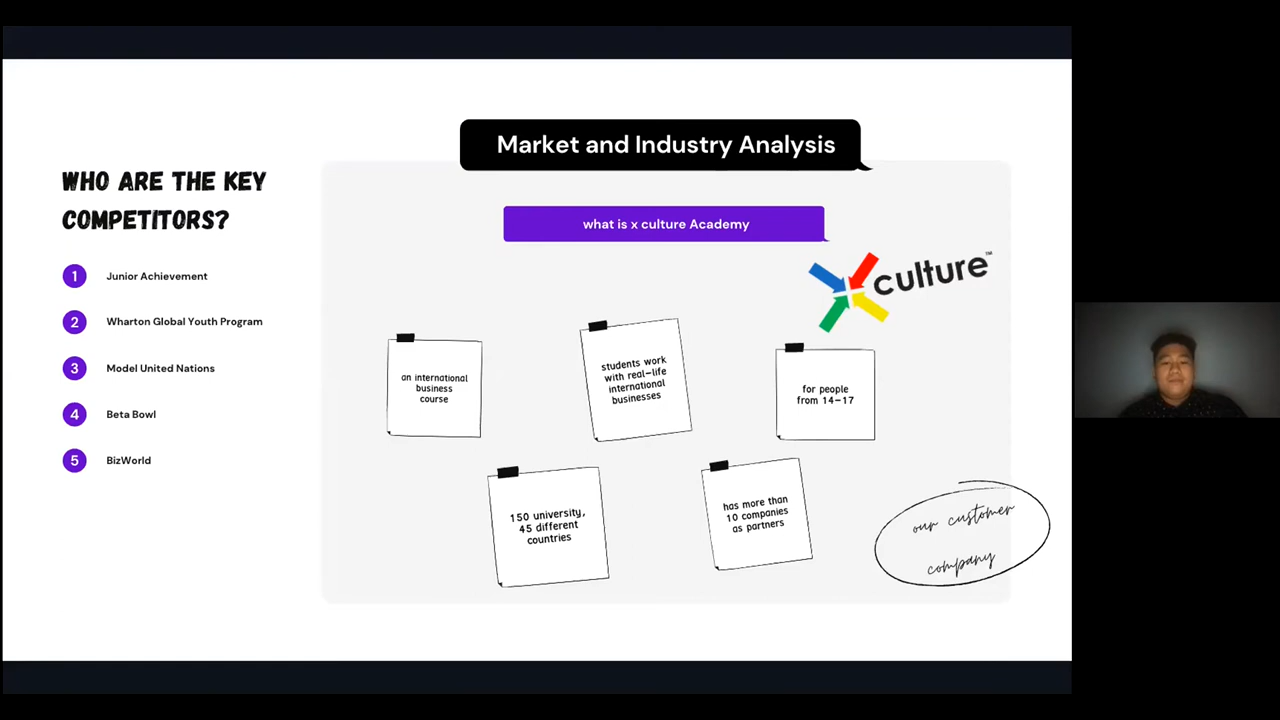 Market and Industry Analysis
WHO ARE THE KEY
COMPETITORS?
1 Junior Achievement
2 Wharton Global Youth Program
3 Model United Nations
4 Beta Bowl
5 BizWorld
what is x culture Academy
culture™
an international
business
course
students work
with real-life
international
businesses
for people
from 14-17
150 university,
45 different
countries
has more than
10 companies
as partners
our customer
company